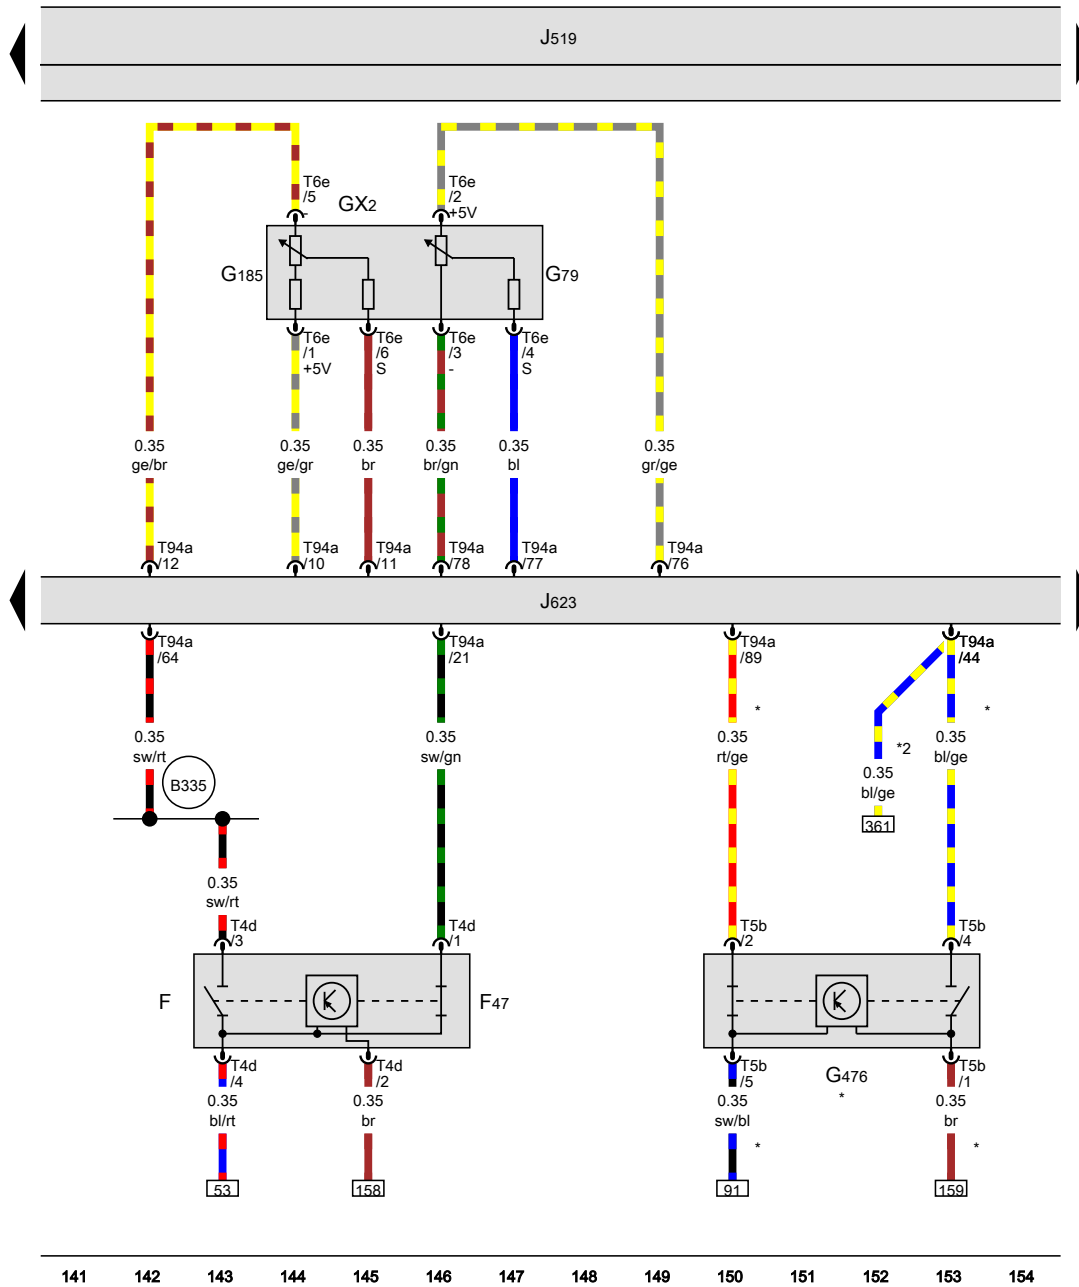 J519
T6e
/5
-
GX2
T6e
/2
+5V
G185
G79
T6e
/1
+5V
T6e
/6
S
T6e
/3
-
T6e
/4
S
0.35
ge/br
0.35
ge/gr
0.35
br
0.35
br/gn
0.35
bl
0.35
gr/ge
T94a
/12
T94a
/10
T94a
/11
T94a
/78
T94a
/77
T94a
/76
J623
T94a
/64
T94a
/21
T94a
/89
T94a
/44
*
*
0.35
sw/rt
B335
0.35
sw/gn
0.35
rt/ge
*2
0.35
bl/ge
0.35
bl/ge
361
0.35
sw/rt
T4d
/3
T4d
/1
T5b
/2
T5b
/4
F
F47
T4d
/4
T4d
/2
T5b
/5
G476
*
T5b
/1
0.35
bl/rt
0.35
br
0.35
sw/bl
*
0.35
br
*
53
158
91
159
141 142 143 144 145 146 147 148 149 150 151 152 153 154